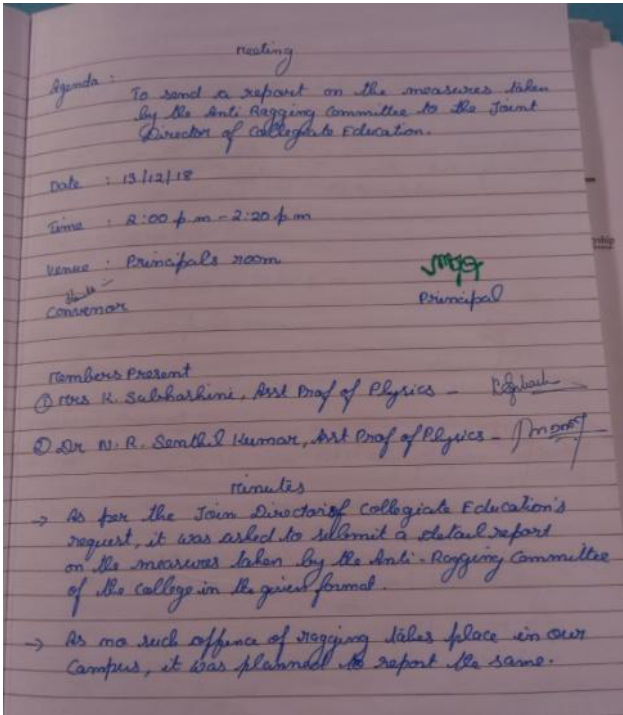 Meeting
Agenda :
To send a report on the measures taken
by the Anti Ragging Committee to the Joint
Director of Collegiate Education.
Date : 13/12/18
Time : 2:00 p.m - 2:20 p.m
Venue : Principals room
Convenor
Principal
Members Present
① Mrs K. Subhashini, Asst Prof of Physics -
② Dr N. R. Senthil Kumar, Asst Prof of Physics -
Minutes
→ As per the Join Director of Collegiate Education's
request, it was asked to submit a detail report
on the measures taken by the Anti-Ragging Committee
of the college in the given format.
→ As no such offence of ragging takes place in our
Campus, it was planned to report the same.